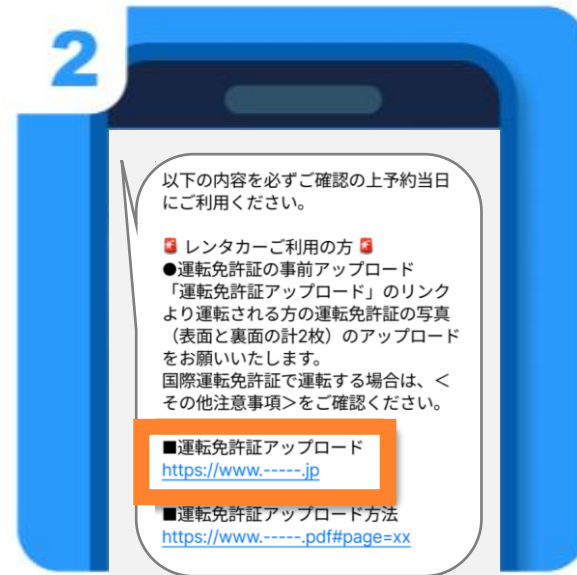 2
以下の内容を必ずご確認の上予約当日
にご利用ください。
🚨 レンタカーご利用の方 🚨
●運転免許証の事前アップロード
「運転免許証アップロード」のリンク
より運転される方の運転免許証の写真
（表面と裏面の計2枚）のアップロード
をお願いいたします。
国際運転免許証で運転する場合は、＜
その他注意事項＞をご確認ください。
■運転免許証アップロード
https://www.-----.jp
■運転免許証アップロード方法
https://www.-----.pdf#page=xx